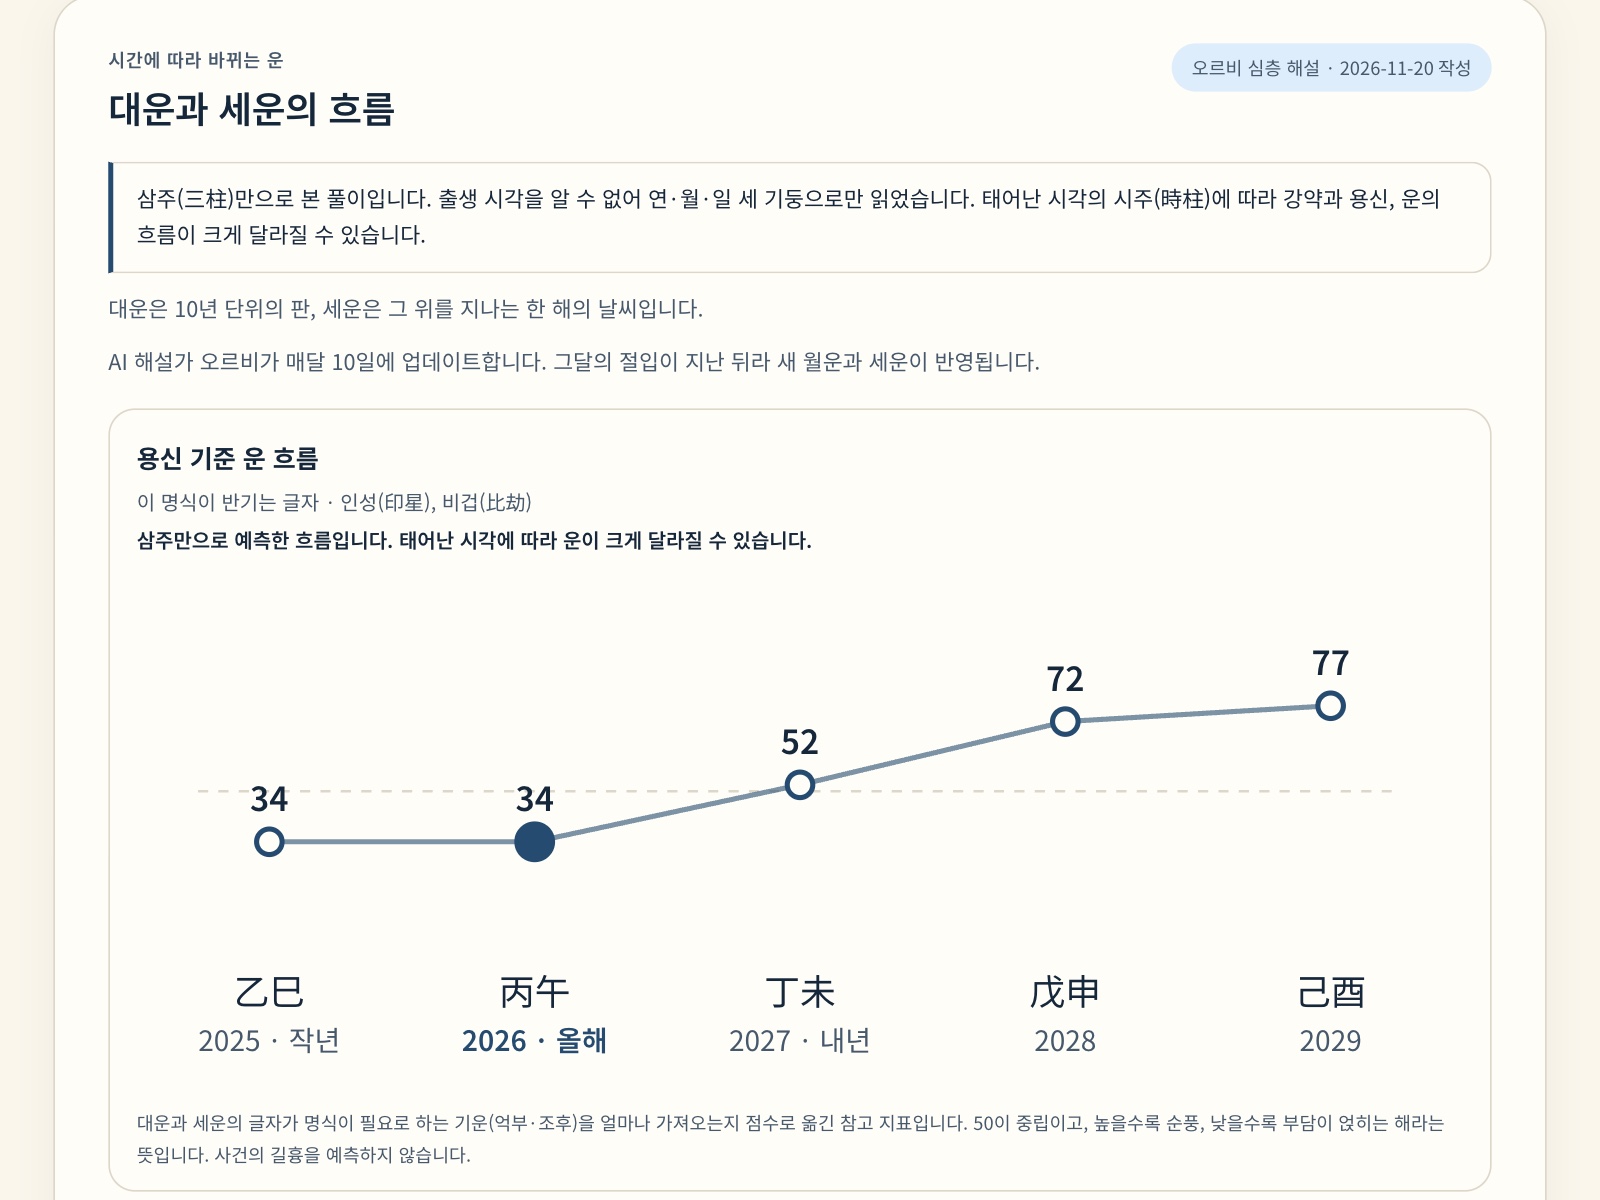 시간에 따라 바뀌는 운
대운과 세운의 흐름
오르비 심층 해설 · 2026-11-20 작성
삼주(三柱)만으로 본 풀이입니다. 출생 시각을 알 수 없어 연·월·일 세 기둥으로만 읽었습니다. 태어난 시각의 시주(時柱)에 따라 강약과 용신, 운의
흐름이 크게 달라질 수 있습니다.
대운은 10년 단위의 판, 세운은 그 위를 지나는 한 해의 날씨입니다.
AI 해설가 오르비가 매달 10일에 업데이트합니다. 그달의 절입이 지난 뒤라 새 월운과 세운이 반영됩니다.
용신 기준 운 흐름
이 명식이 반기는 글자 · 인성(印星), 비겁(比劫)
삼주만으로 예측한 흐름입니다. 태어난 시각에 따라 운이 크게 달라질 수 있습니다.
34
34
52
72
77
乙巳
丙午
丁未
戊申
己酉
2025 · 작년
2026 · 올해
2027 · 내년
2028
2029
대운과 세운의 글자가 명식이 필요로 하는 기운(억부·조후)을 얼마나 가져오는지 점수로 옮긴 참고 지표입니다. 50이 중립이고, 높을수록 순풍, 낮을수록 부담이 얹히는 해라는
뜻입니다. 사건의 길흉을 예측하지 않습니다.